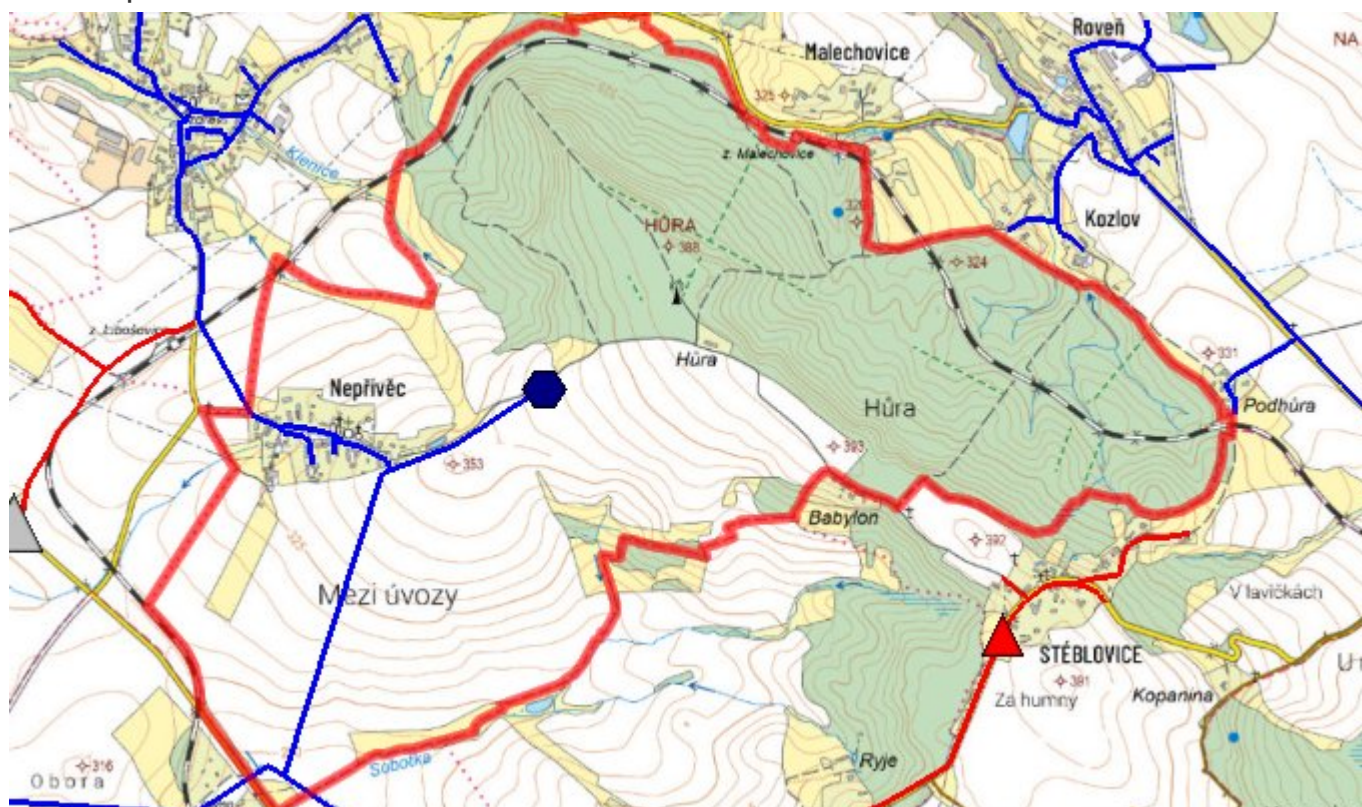 Malechovice
Roveň
NA
325
Klenice
ž. Malechovice
HŮRA
388
324
Kozlov
331
Nepřívěc
Hůra
Hůra
Podhůra
393
353
325
Babylon
392
Mezi úvozy
V lavičkách
STÉBLOVICE
381
Za humny
Kopanina
316
Obora
Sobotka
Ryje